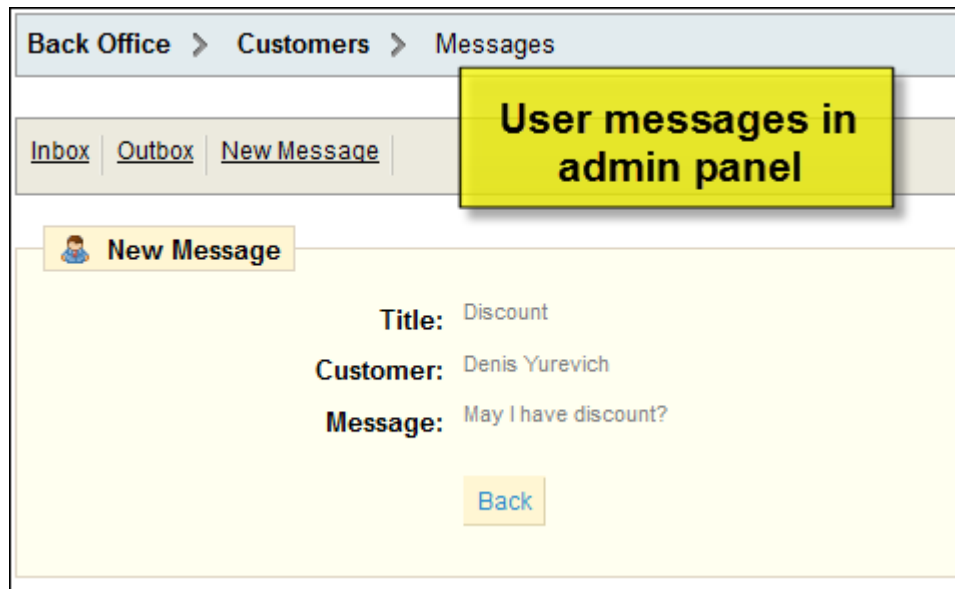 Back Office > Customers > Messages
User messages in
admin panel
Inbox Outbox New Message
New Message
Title: Discount
Customer: Denis Yurevich
Message: May I have discount?
Back